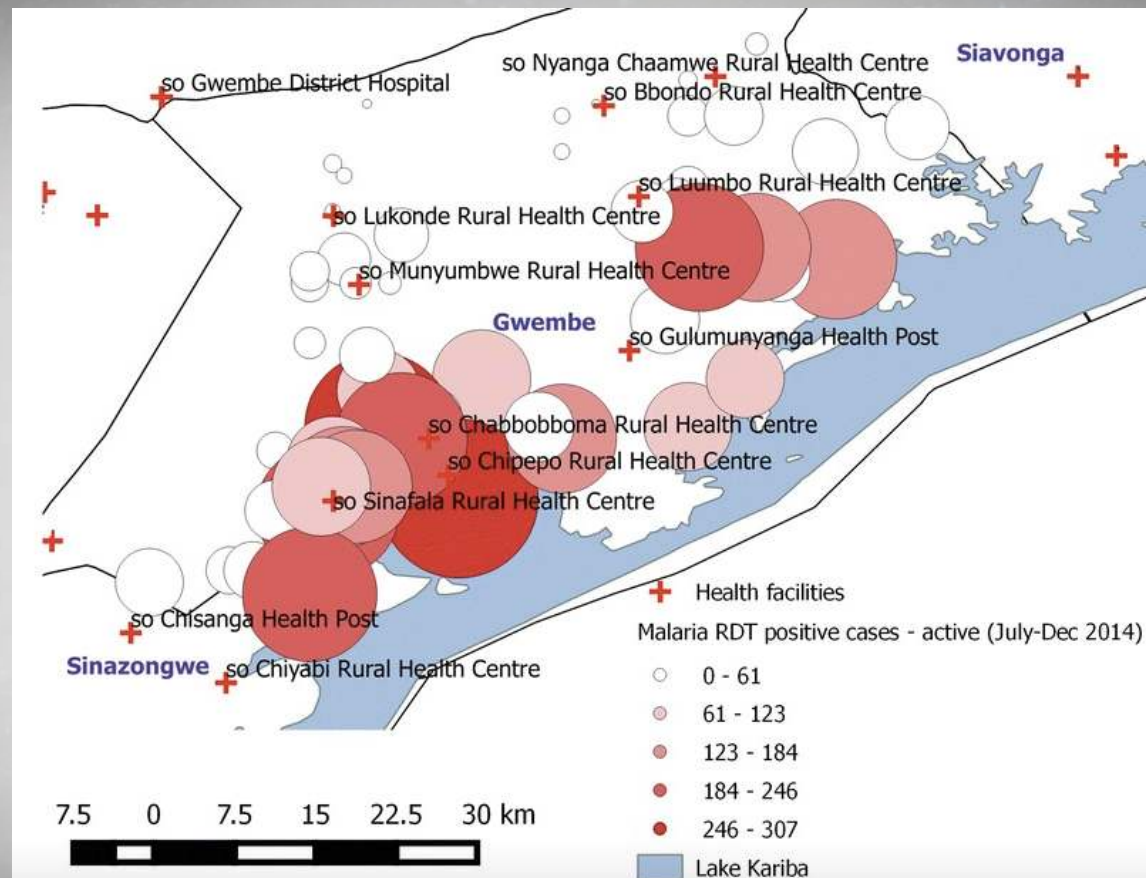 so Gwembe District Hospital
so Nyanga Chaamwe Rural Health Centre
Siavonga
so Bbondo Rural Health Centre
so Luumbo Rural Health Centre
so Lukonde Rural Health Centre
so Munyumbwe Rural Health Centre
Gwembe
so Gulumunyanga Health Post
so Chabbobboma Rural Health Centre
so Chipepo Rural Health Centre
so Sinafala Rural Health Centre
so Chisanga Health Post
Sinazongwe
so Chiyabi Rural Health Centre
Health facilities
Malaria RDT positive cases - active (July-Dec 2014)
0 - 61
61 - 123
123 - 184
184 - 246
246 - 307
Lake Kariba
7.5 0 7.5 15 22.5 30 km